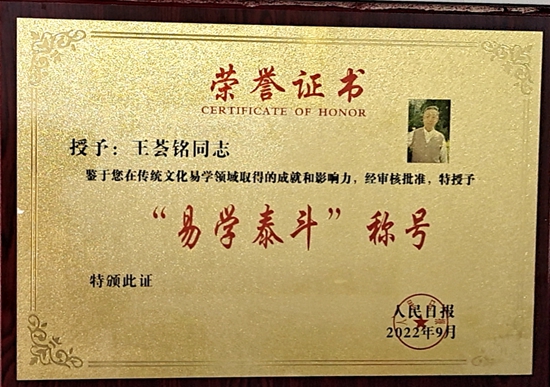 荣誉证书
CERTIFICATE OF HONOR
授予：王荟铭同志
鉴于您在传统文化易学领域取得的成就和影响力，经审核批准，特授予
“易学泰斗”称号
特颁此证
人民日报
2022年9月